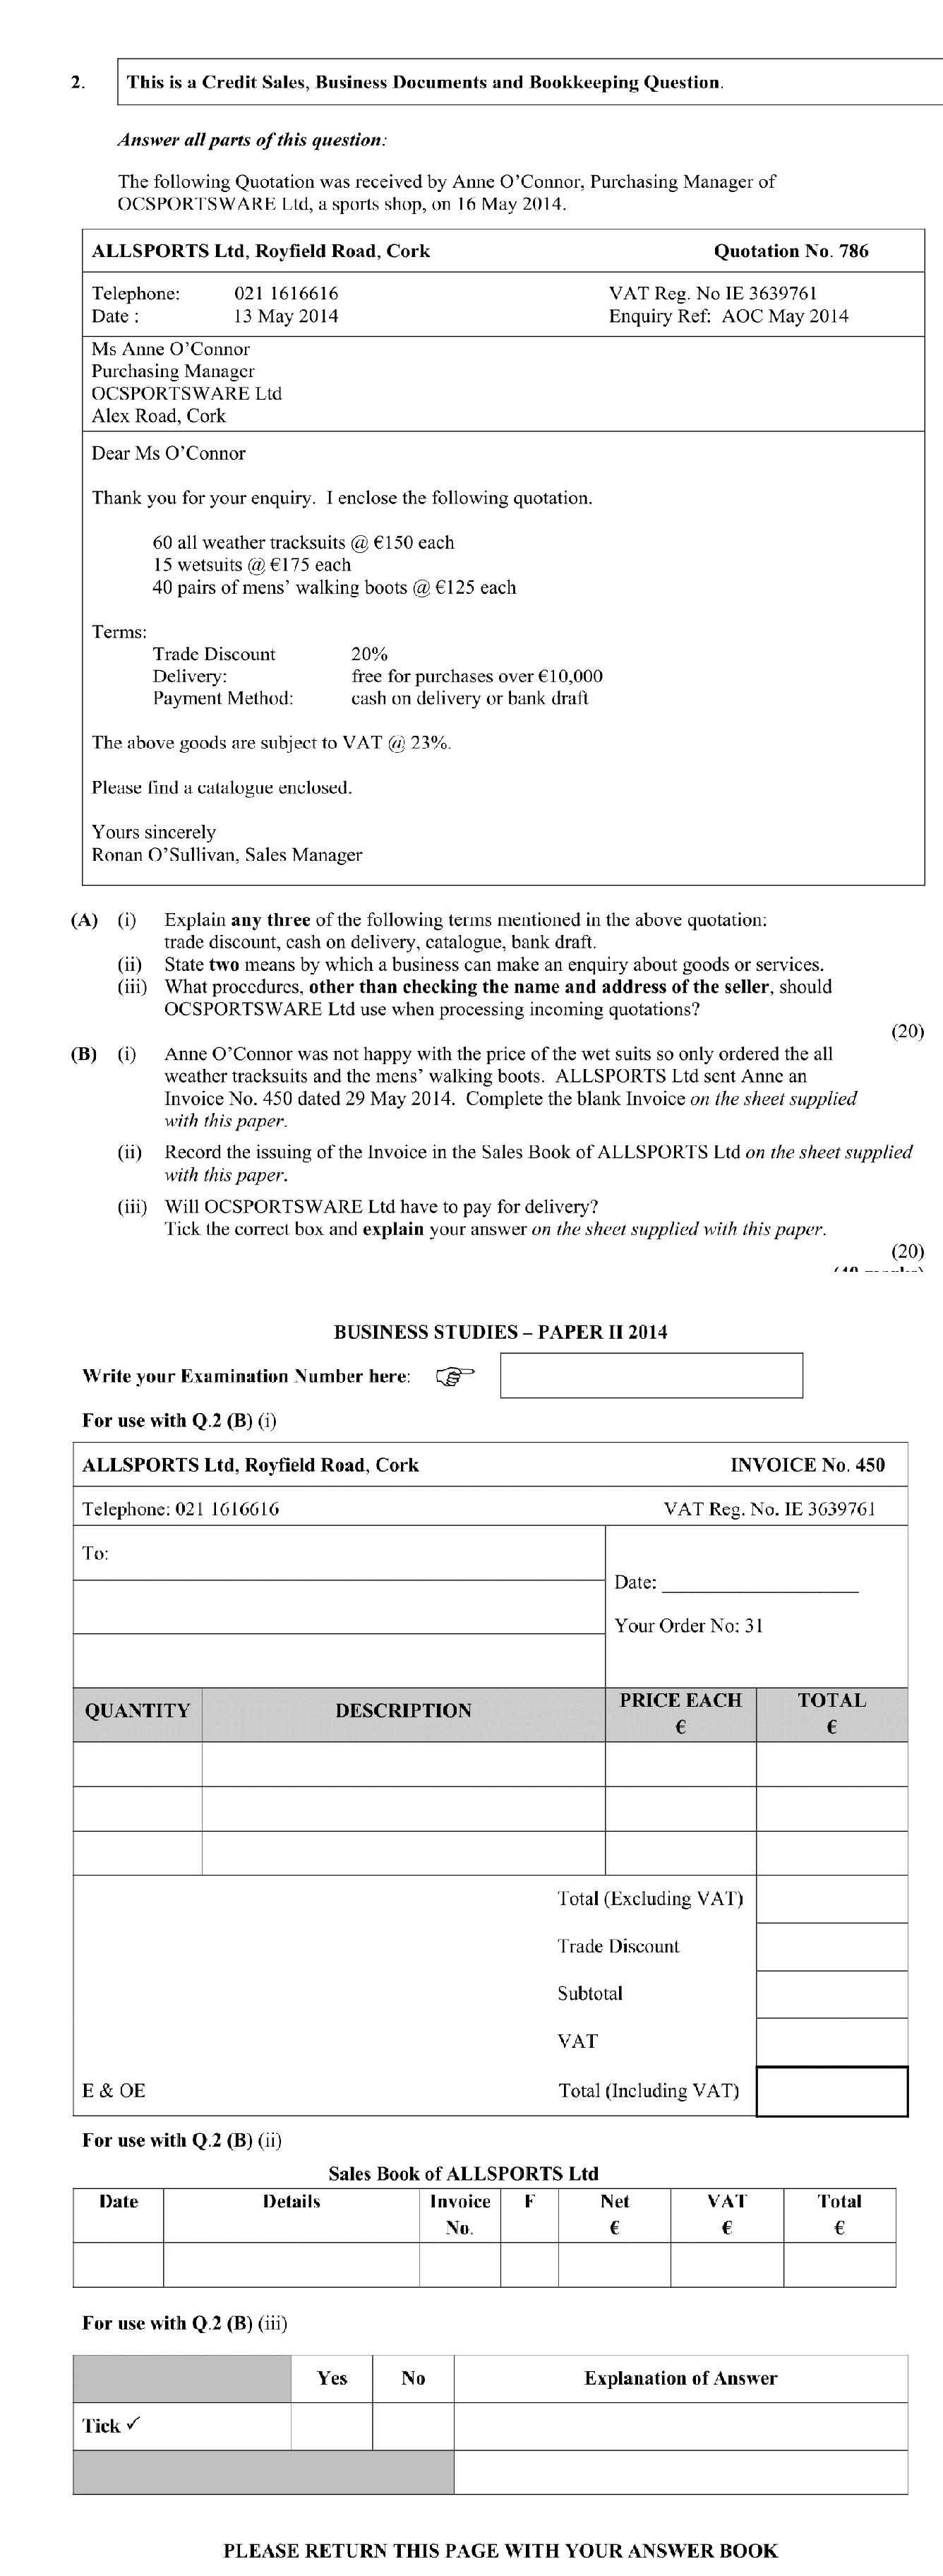 2. This is a Credit Sales, Business Documents and Bookkeeping Question.
Answer all parts of this question:
The following Quotation was received by Anne O'Connor, Purchasing Manager of
OCSPORTSWARE Ltd, a sports shop, on 16 May 2014.
ALLSPORTS Ltd, Royfield Road, Cork Quotation No. 786
Telephone: 021 1616616 VAT Reg. No IE 3639761
Date : 13 May 2014 Enquiry Ref: AOC May 2014
Ms Anne O'Connor
Purchasing Manager
OCSPORTSWARE Ltd
Alex Road, Cork
Dear Ms O'Connor
Thank you for your enquiry. I enclose the following quotation.
60 all weather tracksuits @ €150 each
15 wetsuits @ €175 each
40 pairs of mens' walking boots @ €125 each
Terms:
Trade Discount 20%
Delivery: free for purchases over €10,000
Payment Method: cash on delivery or bank draft
The above goods are subject to VAT @ 23%.
Please find a catalogue enclosed.
Yours sincerely
Ronan O'Sullivan, Sales Manager
(A) (i) Explain any three of the following terms mentioned in the above quotation:
trade discount, cash on delivery, catalogue, bank draft.
(ii) State two means by which a business can make an enquiry about goods or services.
(iii) What procedures, other than checking the name and address of the seller, should
OCSPORTSWARE Ltd use when processing incoming quotations?
(20)
(B) (i) Anne O'Connor was not happy with the price of the wet suits so only ordered the all
weather tracksuits and the mens' walking boots. ALLSPORTS Ltd sent Anne an
Invoice No. 450 dated 29 May 2014. Complete the blank Invoice on the sheet supplied
with this paper.
(ii) Record the issuing of the Invoice in the Sales Book of ALLSPORTS Ltd on the sheet supplied
with this paper.
(iii) Will OCSPORTSWARE Ltd have to pay for delivery?
Tick the correct box and explain your answer on the sheet supplied with this paper.
(20)
BUSINESS STUDIES – PAPER II 2014
Write your Examination Number here:
For use with Q.2 (B) (i)
ALLSPORTS Ltd, Royfield Road, Cork INVOICE No. 450
Telephone: 021 1616616 VAT Reg. No. IE 3639761
To:
Date:
Your Order No: 31
QUANTITY DESCRIPTION PRICE EACH € TOTAL €
Total (Excluding VAT)
Trade Discount
Subtotal
VAT
E & OE Total (Including VAT)
For use with Q.2 (B) (ii)
Sales Book of ALLSPORTS Ltd
Date Details Invoice No. F Net € VAT € Total €
For use with Q.2 (B) (iii)
Yes No Explanation of Answer
Tick ✓
PLEASE RETURN THIS PAGE WITH YOUR ANSWER BOOK